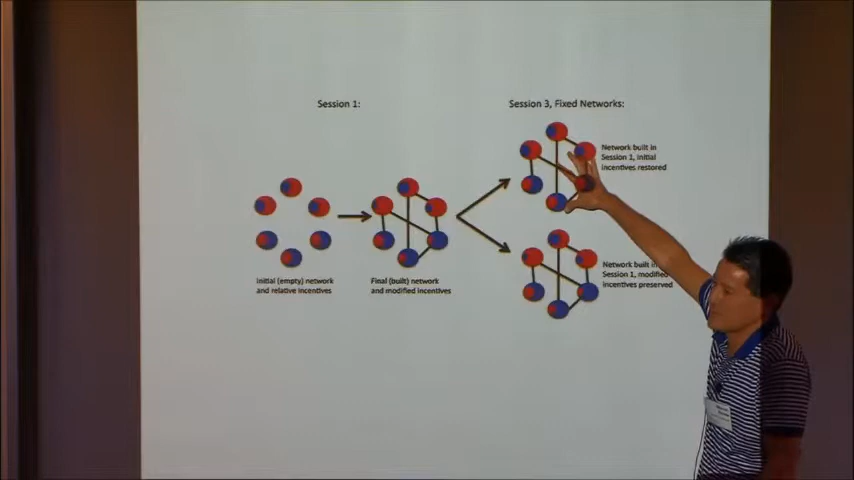 Session 1:
Session 3, Fixed Networks:
Network built in
Session 1, initial
incentives restored
Initial (empty) network
and relative incentives
Final (built) network
and modified incentives
Network built in
Session 1, modified
incentives preserved